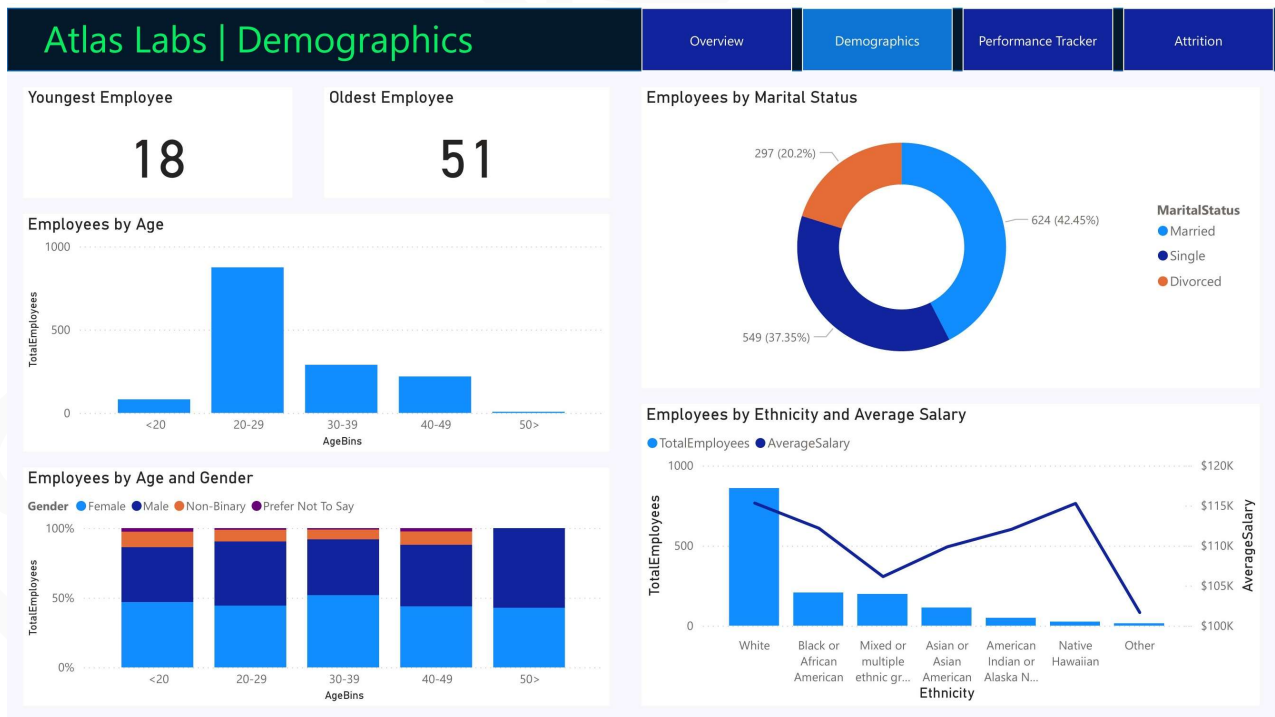 Atlas Labs | Demographics
Overview
Demographics
Performance Tracker
Attrition
Youngest Employee
18
Oldest Employee
51
Employees by Age
TotalEmployees
1000
500
0
<20
20-29
30-39
40-49
50>
AgeBins
Employees by Age and Gender
Gender Female Male Non-Binary Prefer Not To Say
TotalEmployees
100%
50%
0%
<20
20-29
30-39
40-49
50>
AgeBins
Employees by Marital Status
297 (20.2%)
624 (42.45%)
549 (37.35%)
MaritalStatus
Married
Single
Divorced
Employees by Ethnicity and Average Salary
TotalEmployees AverageSalary
TotalEmployees
1000
500
0
$120K
$115K
$110K
$105K
$100K
AverageSalary
White
Black or
African
American
Mixed or
multiple
ethnic gr...
Asian or
Asian
American
American
Indian or
Alaska N...
Native
Hawaiian
Other
Ethnicity